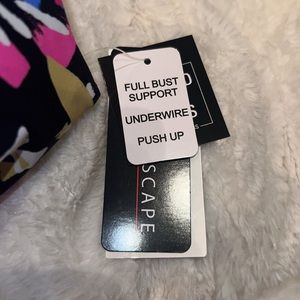 FULL BUST
SUPPORT
UNDERWIRE
PUSH UP
SCAPE